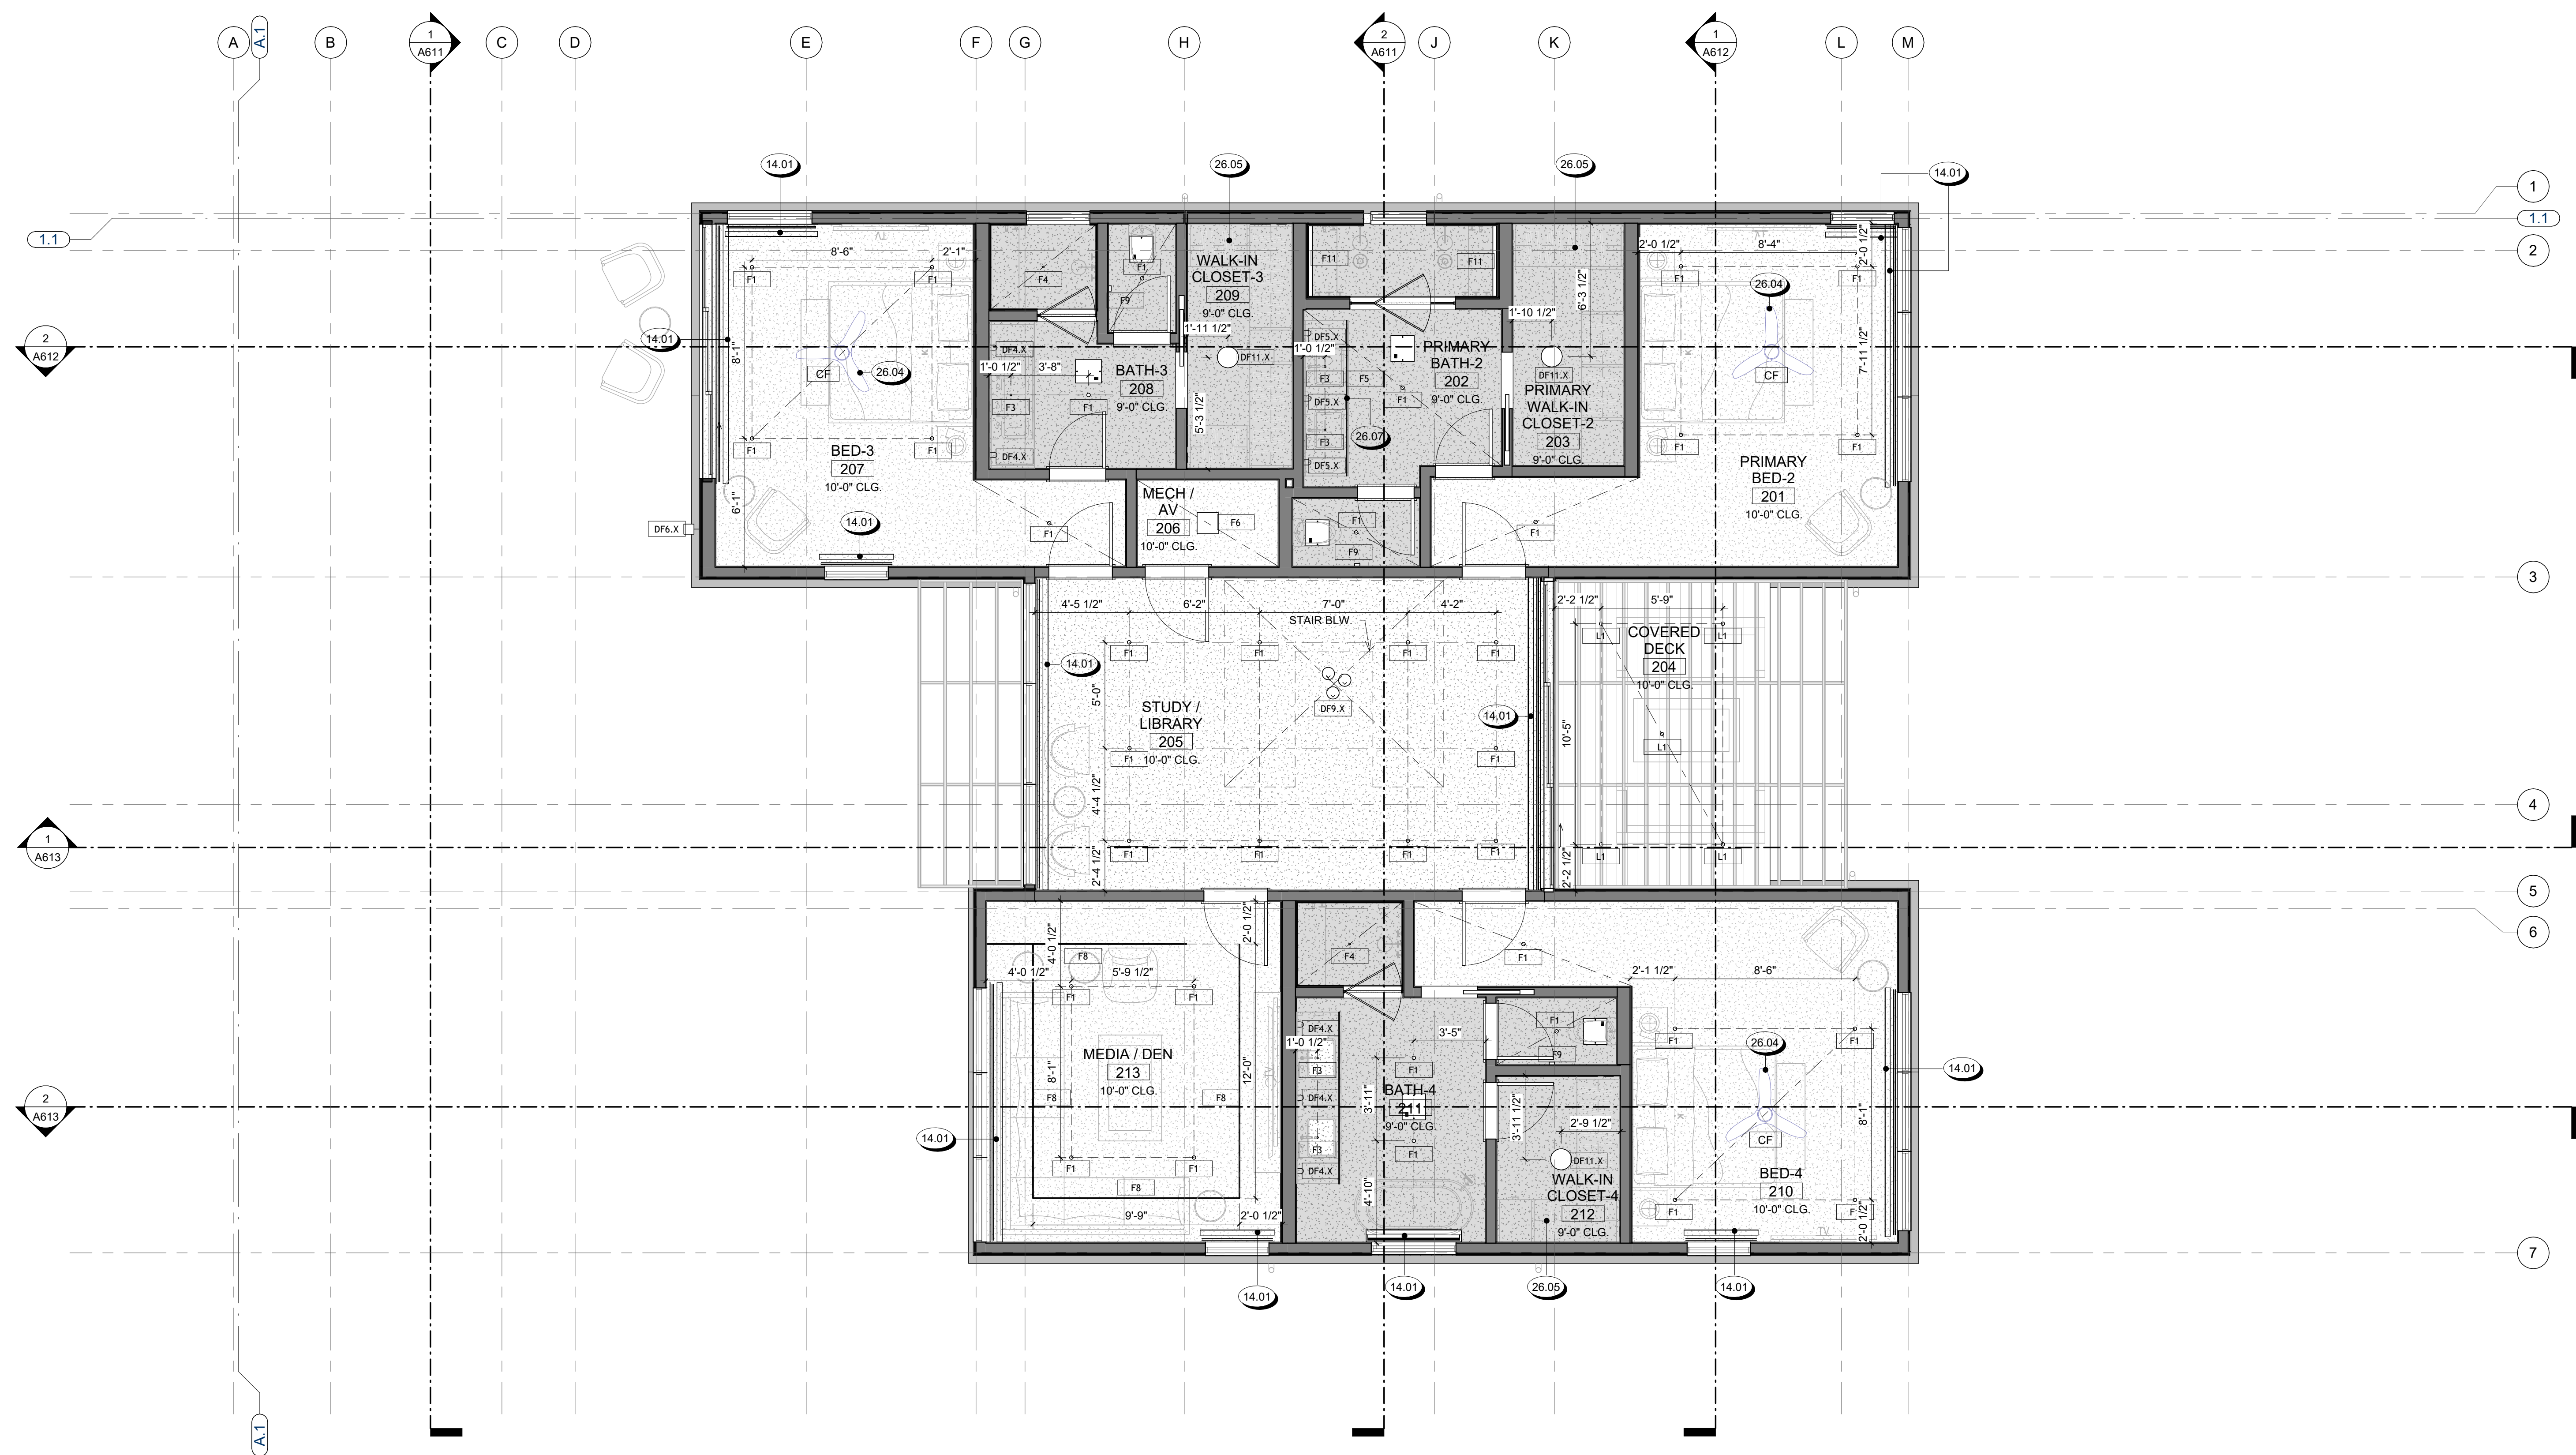 A
A.1
B
1
A611
C
D
E
F
G
H
2
A611
J
K
1
A612
L
M
14.01
26.05
26.05
14.01
1
1.1
1.1
2
2
A612
3
1
A613
4
5
6
2
A613
7
TV
8'-6"
2'-1"
F1
F1
14.01
8'-1"
CF
26.04
K
F1
F1
BED-3
207
10'-0" CLG.
6'-1"
14.01
DF6.X
F1
F4
F1
F9
DF4.X
1'-0 1/2"
3'-8"
BATH-3
208
9'-0" CLG.
F3
F1
DF4.X
WALK-IN
CLOSET-3
209
9'-0" CLG.
1'-11 1/2"
DF11.X
5'-3 1/2"
MECH /
AV
206
10'-0" CLG.
F6
F11
F11
DF5.X
1'-0 1/2"
PRIMARY
BATH-2
202
9'-0" CLG.
F3
F5
DF5.X
F1
26.07
F3
DF5.X
F1
F9
1'-10 1/2"
6'-3 1/2"
DF11.X
PRIMARY
WALK-IN
CLOSET-2
203
9'-0" CLG.
F1
2'-0 1/2"
TV
8'-4"
2'-0 1/2"
F1
F1
26.04
CF
K
7'-11 1/2"
F1
F1
PRIMARY
BED-2
201
10'-0" CLG.
4'-5 1/2"
6'-2"
7'-0"
4'-2"
STAIR BLW.
F1
F1
F1
F1
14.01
5'-0"
DF9.X
STUDY /
LIBRARY
205
10'-0" CLG.
14.01
F1
F1
4'-4 1/2"
2'-4 1/2"
F1
F1
F1
F1
2'-2 1/2"
5'-9"
COVERED
DECK
204
10'-0" CLG.
L1
L1
10'-5"
L1
L1
L1
2'-2 1/2"
4'-0 1/2"
2'-0 1/2"
F8
4'-0 1/2"
5'-9 1/2"
F1
F1
MEDIA / DEN
213
10'-0" CLG.
8'-1"
F8
F8
12'-0"
TV
14.01
F1
F1
F8
9'-9"
2'-0 1/2"
F4
DF4.X
1'-0 1/2"
3'-5"
F3
F1
BATH-4
211
9'-0" CLG.
DF4.X
3'-11"
F3
F1
DF4.X
4'-10"
F1
F1
F9
3'-11 1/2"
2'-9 1/2"
DF11.X
WALK-IN
CLOSET-4
212
9'-0" CLG.
2'-1 1/2"
8'-6"
F1
F1
26.04
14.01
K
CF
8'-1"
BED-4
210
10'-0" CLG.
F1
F1
TV
2'-0 1/2"
14.01
14.01
26.05
14.01
A.1